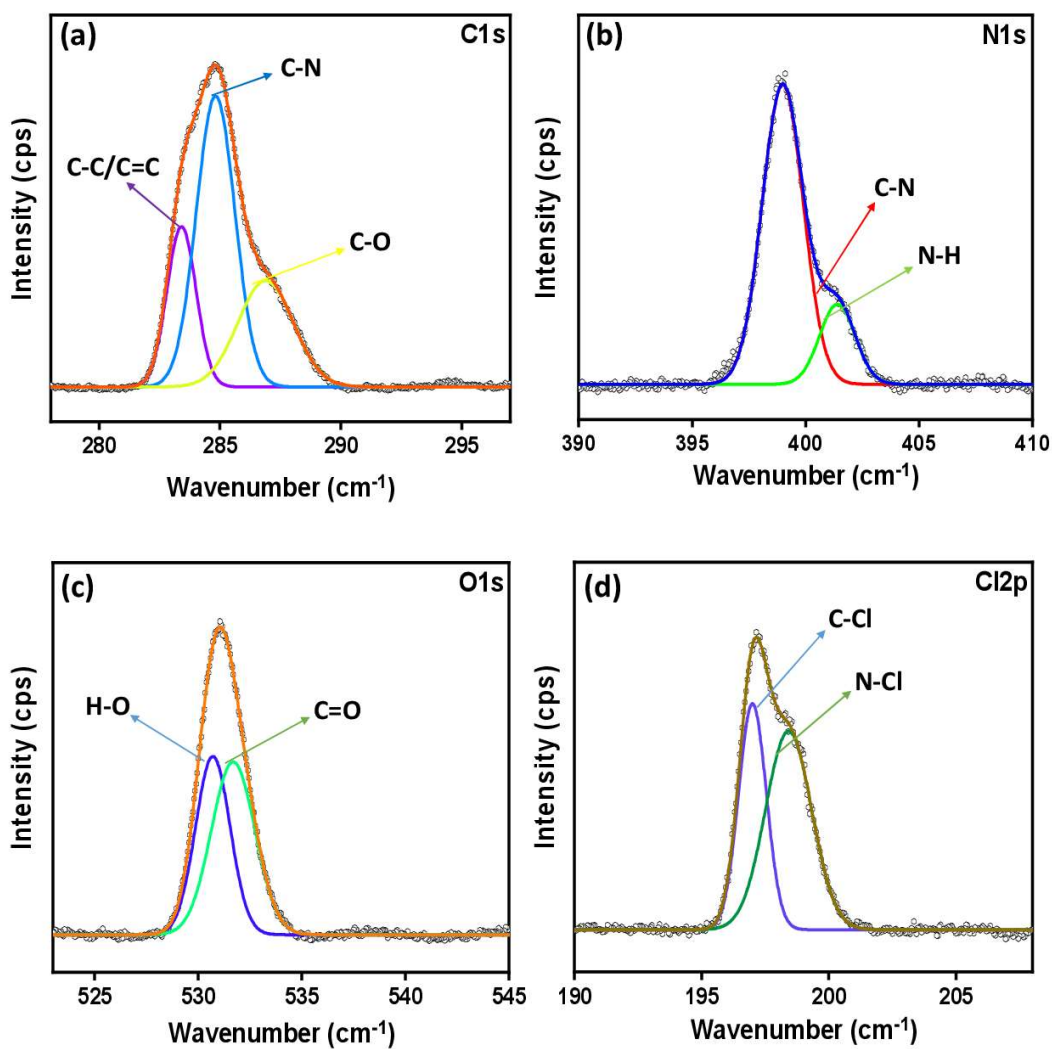 (a)
C1s
C-N
C-C/C=C
C-O
Intensity (cps)
280
285
290
295
Wavenumber (cm⁻¹)
(b)
N1s
C-N
N-H
Intensity (cps)
390
395
400
405
410
Wavenumber (cm⁻¹)
(c)
O1s
H-O
C=O
Intensity (cps)
525
530
535
540
545
Wavenumber (cm⁻¹)
(d)
Cl2p
C-Cl
N-Cl
Intensity (cps)
190
195
200
205
Wavenumber (cm⁻¹)